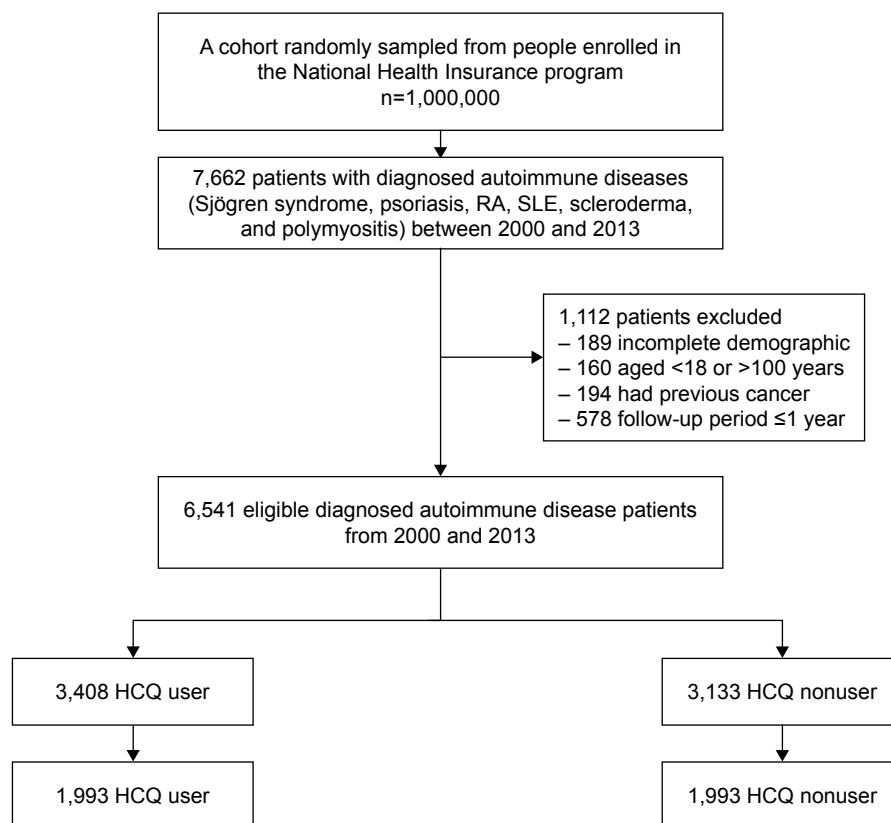 A cohort randomly sampled from people enrolled in
the National Health Insurance program
n=1,000,000
7,662 patients with diagnosed autoimmune diseases
(Sjögren syndrome, psoriasis, RA, SLE, scleroderma,
and polymyositis) between 2000 and 2013
1,112 patients excluded
– 189 incomplete demographic
– 160 aged <18 or >100 years
– 194 had previous cancer
– 578 follow-up period ≤1 year
6,541 eligible diagnosed autoimmune disease patients
from 2000 and 2013
3,408 HCQ user
3,133 HCQ nonuser
1,993 HCQ user
1,993 HCQ nonuser